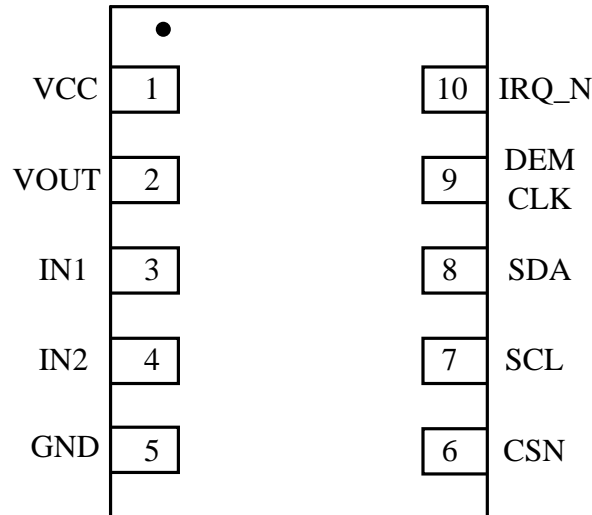 VCC 1 10 IRQ_N
VOUT 2 9 DEM
CLK
IN1 3 8 SDA
IN2 4 7 SCL
GND 5 6 CSN